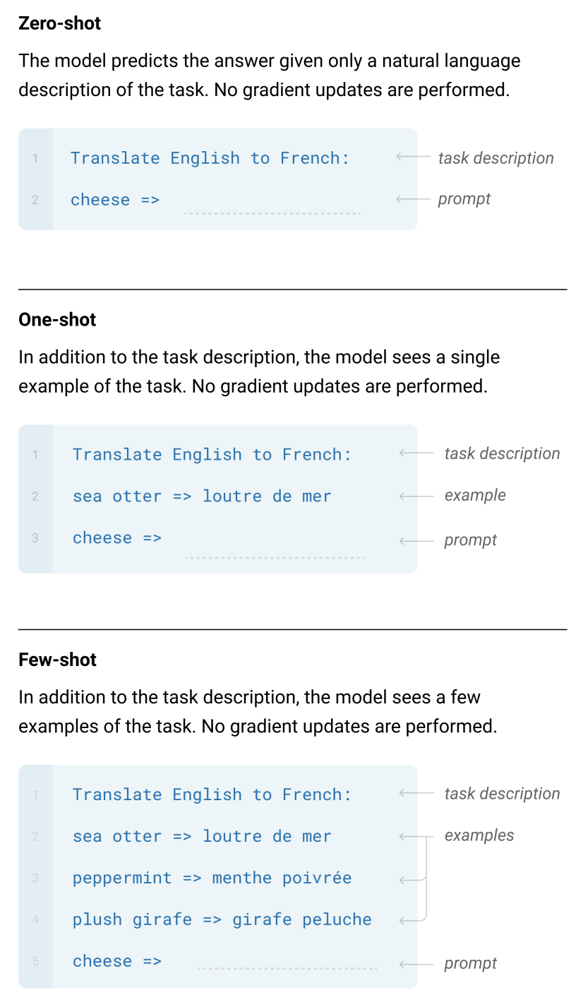 Zero-shot
The model predicts the answer given only a natural language
description of the task. No gradient updates are performed.
1 Translate English to French: task description
2 cheese => prompt
One-shot
In addition to the task description, the model sees a single
example of the task. No gradient updates are performed.
1 Translate English to French: task description
2 sea otter => loutre de mer example
3 cheese => prompt
Few-shot
In addition to the task description, the model sees a few
examples of the task. No gradient updates are performed.
1 Translate English to French: task description
2 sea otter => loutre de mer examples
3 peppermint => menthe poivrée
4 plush girafe => girafe peluche
5 cheese => prompt